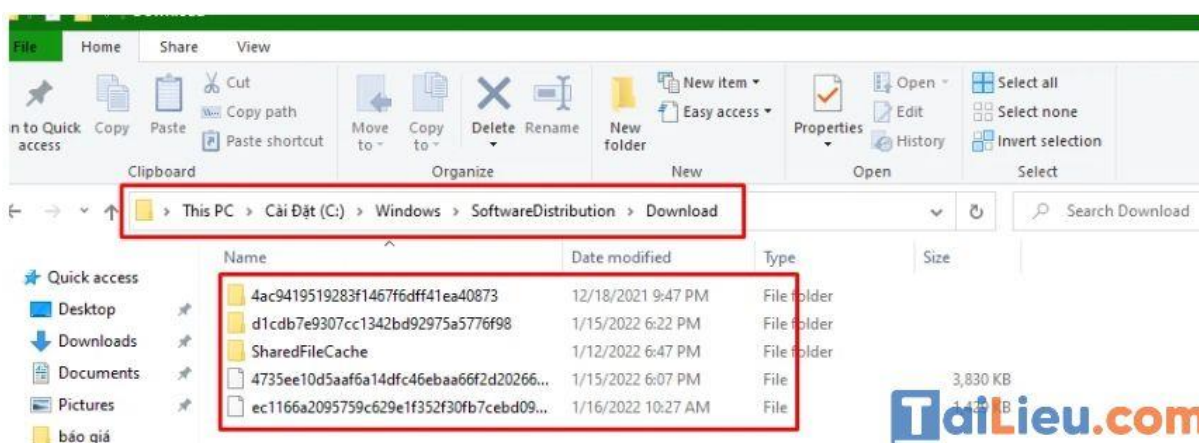 File Home Share View
Cut
Copy path
Paste shortcut
n to Quick access
Copy
Paste
Move to
Copy to
Delete
Rename
New folder
New item
Easy access
Properties
Open
Edit
History
Select all
Select none
Invert selection
Clipboard Organize New Open Select
This PC > Cài Đặt (C:) > Windows > SoftwareDistribution > Download
Search Download
Name Date modified Type Size
Quick access
Desktop
Downloads
Documents
Pictures
báo giá
4ac9419519283f1467f6dff41ea40873 12/18/2021 9:47 PM File folder
d1cdb7e9307cc1342bd92975a5776f98 1/15/2022 6:22 PM File folder
SharedFileCache 1/12/2022 6:47 PM File folder
4735ee10d5aaf6a14dfc46ebaa66f2d20266... 1/15/2022 6:07 PM File 3,830 KB
ec1166a2095759c629e1f352f30fb7cebd09... 1/16/2022 10:27 AM File KB
TaiLieu.com